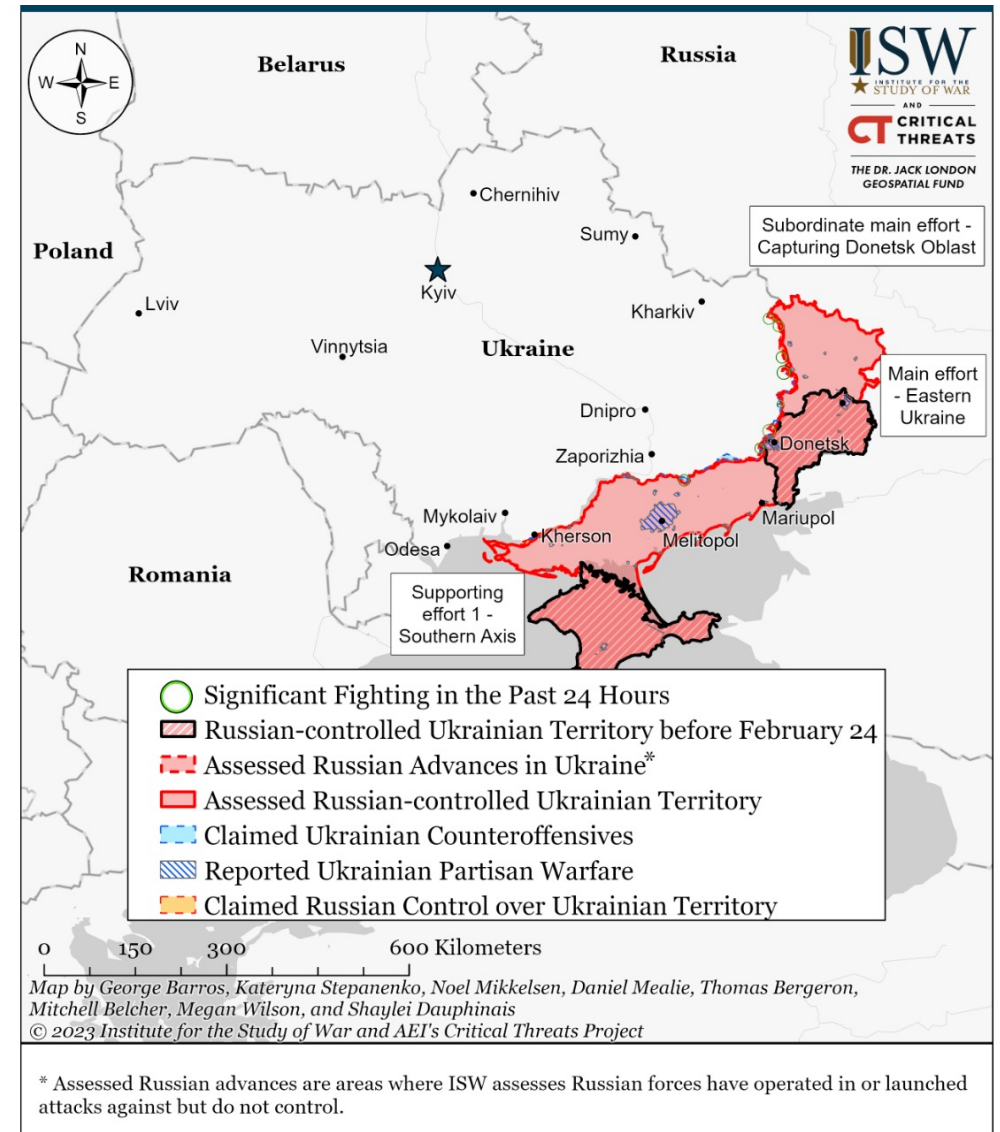 N
W
E
S
Belarus
Russia
ISW
INSTITUTE FOR THE
STUDY OF WAR
AND
CT CRITICAL
THREATS
THE DR. JACK LONDON
GEOSPATIAL FUND
Chernihiv
Sumy
Subordinate main effort -
Capturing Donetsk Oblast
Poland
Kyiv
Lviv
Kharkiv
Vinnytsia
Ukraine
Main effort
- Eastern
Ukraine
Dnipro
Donetsk
Zaporizhia
Mykolaiv
Mariupol
Kherson
Melitopol
Odesa
Romania
Supporting
effort 1 -
Southern Axis
Significant Fighting in the Past 24 Hours
Russian-controlled Ukrainian Territory before February 24
Assessed Russian Advances in Ukraine*
Assessed Russian-controlled Ukrainian Territory
Claimed Ukrainian Counteroffensives
Reported Ukrainian Partisan Warfare
Claimed Russian Control over Ukrainian Territory
0 150 300 600 Kilometers
Map by George Barros, Kateryna Stepanenko, Noel Mikkelsen, Daniel Mealie, Thomas Bergeron,
Mitchell Belcher, Megan Wilson, and Shaylei Dauphinais
© 2023 Institute for the Study of War and AEI's Critical Threats Project
* Assessed Russian advances are areas where ISW assesses Russian forces have operated in or launched
attacks against but do not control.